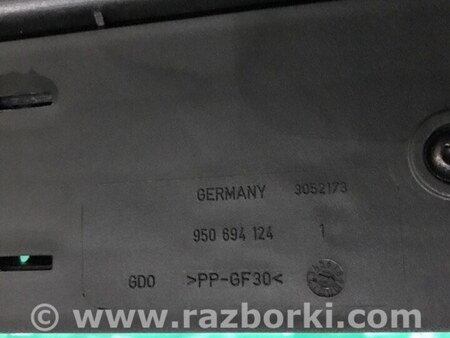 GERMANY 3052173
950 694 124 1
GDO >PP-GF30<
© www.razborki.com